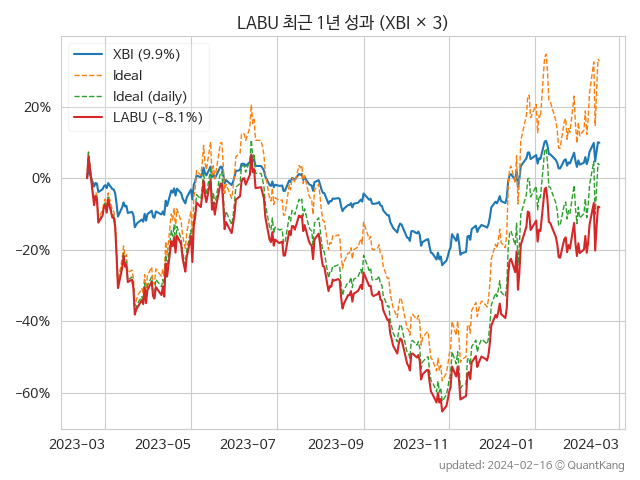 LABU 최근 1년 성과 (XBI × 3)
XBI (9.9%)
Ideal
Ideal (daily)
LABU (−8.1%)
20%
0%
−20%
−40%
−60%
2023-03 2023-05 2023-07 2023-09 2023-11 2024-01 2024-03
updated: 2024-02-16 © QuantKang